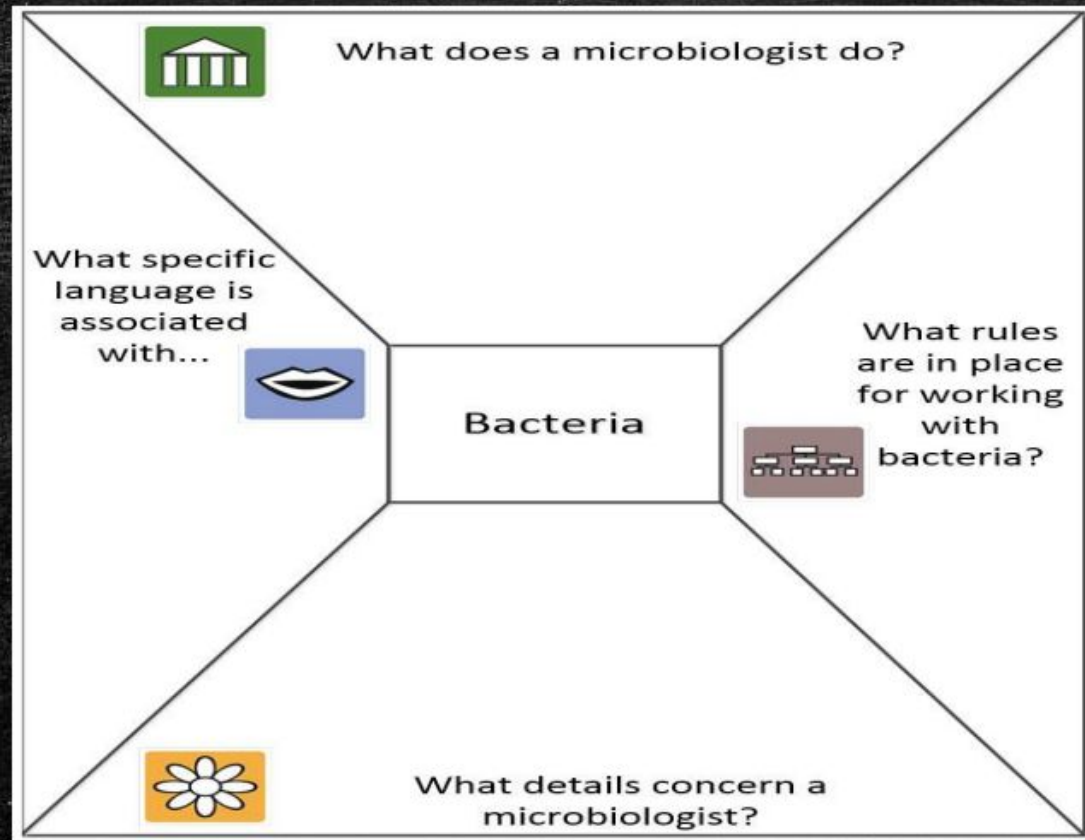 What does a microbiologist do?
What specific
language is
associated
with...
Bacteria
What rules
are in place
for working
with
bacteria?
What details concern a
microbiologist?